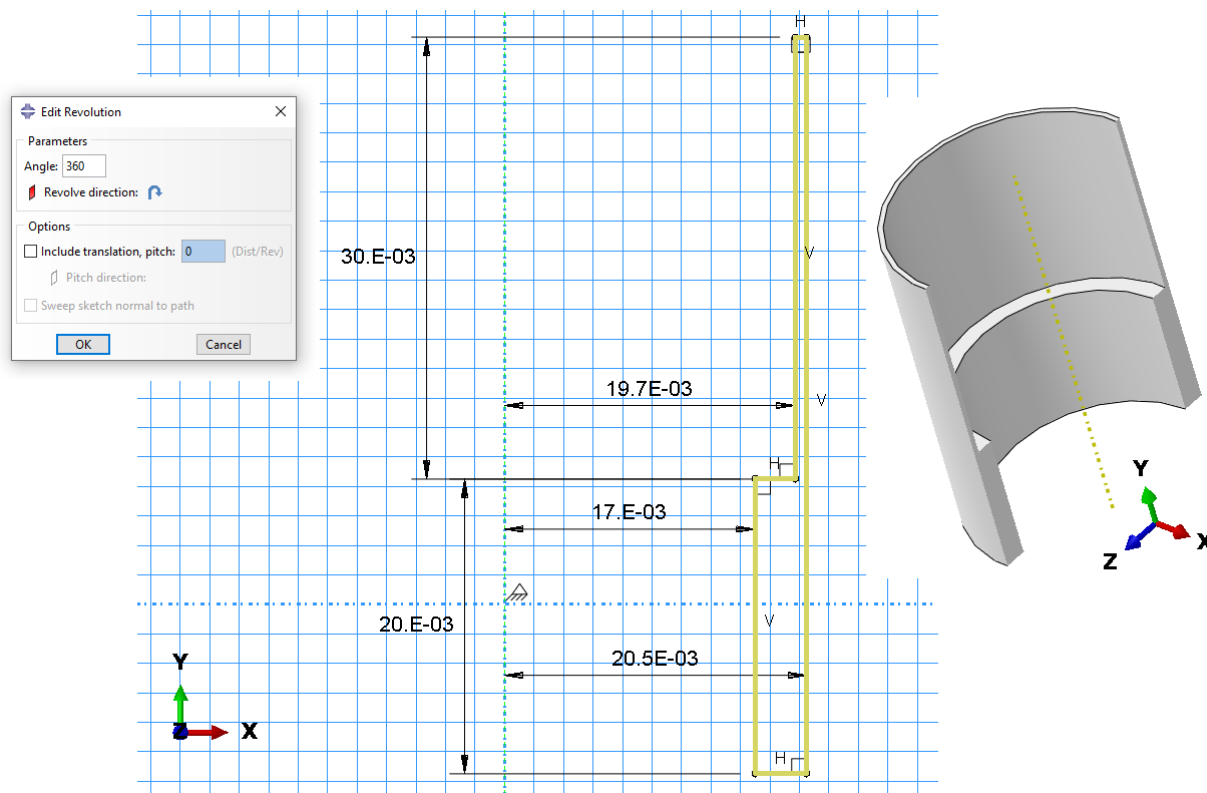 Edit Revolution
Parameters
Angle: 360
Revolve direction:
Options
Include translation, pitch: 0 (Dist/Rev)
Pitch direction:
Sweep sketch normal to path
OK Cancel
H
30.E-03
V
19.7E-03
V
H
17.E-03
20.E-03
V
20.5E-03
H
Y
Z X
Y
X
Z